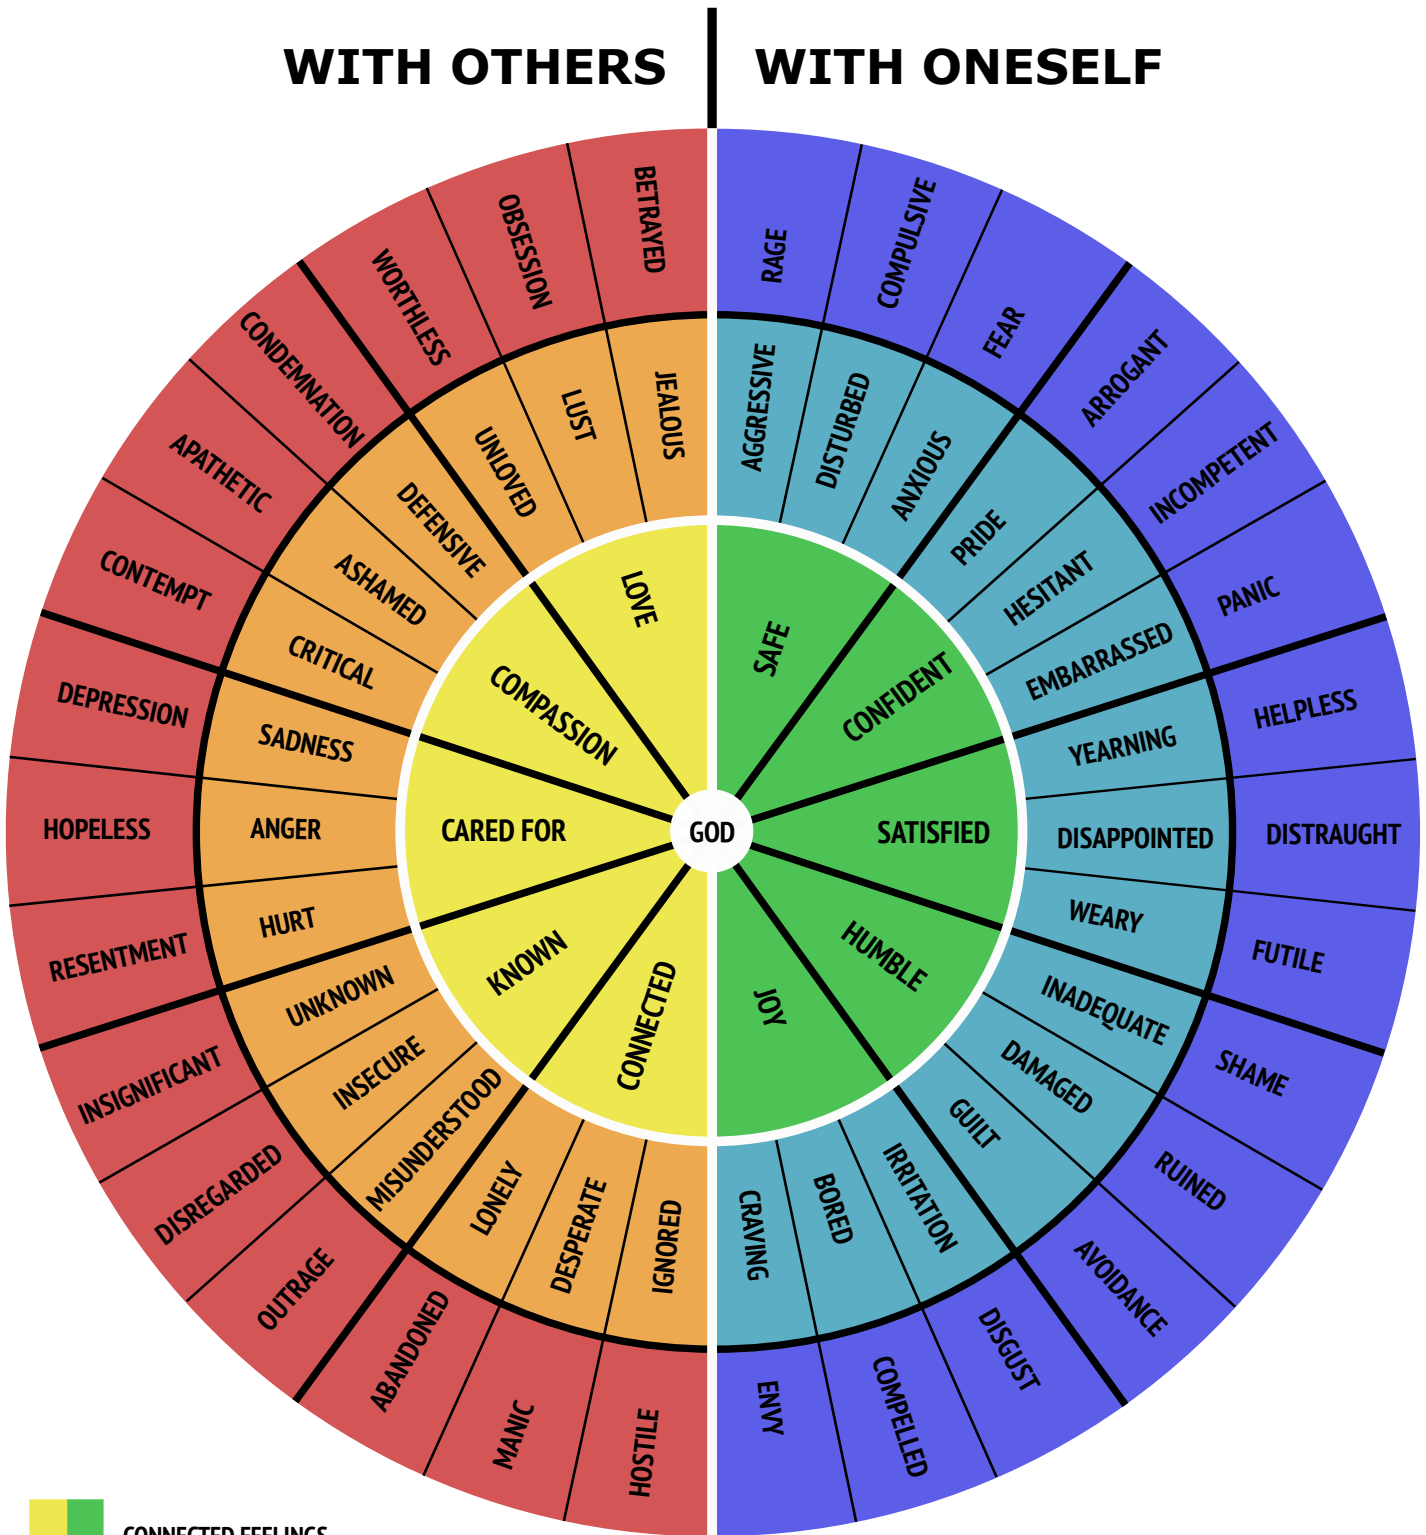 WITH OTHERS
WITH ONESELF
BETRAYED
OBSESSION
WORTHLESS
CONDEMNATION
APATHETIC
CONTEMPT
DEPRESSION
HOPELESS
RESENTMENT
INSIGNIFICANT
DISREGARDED
OUTRAGE
ABANDONED
MANIC
HOSTILE
JEALOUS
LUST
UNLOVED
DEFENSIVE
ASHAMED
CRITICAL
SADNESS
ANGER
HURT
UNKNOWN
INSECURE
MISUNDERSTOOD
LONELY
DESPERATE
IGNORED
LOVE
COMPASSION
CARED FOR
KNOWN
CONNECTED
GOD
SAFE
CONFIDENT
SATISFIED
HUMBLE
JOY
AGGRESSIVE
DISTURBED
ANXIOUS
PRIDE
HESITANT
EMBARRASSED
YEARNING
DISAPPOINTED
WEARY
INADEQUATE
DAMAGED
GUILT
IRRITATION
BORED
CRAVING
RAGE
COMPULSIVE
FEAR
ARROGANT
INCOMPETENT
PANIC
HELPLESS
DISTRAUGHT
FUTILE
SHAME
RUINED
AVOIDANCE
DISGUST
COMPELLED
ENVY
CONNECTED FEELINGS